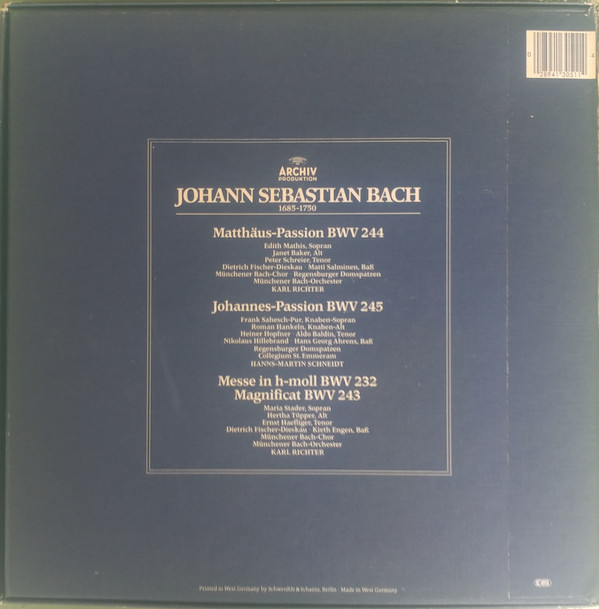 ARCHIV
PRODUKTION
JOHANN SEBASTIAN BACH
1685-1750
Matthäus-Passion BWV 244
Edith Mathis, Sopran
Janet Baker, Alt
Peter Schreier, Tenor
Dietrich Fischer-Dieskau · Matti Salminen, Baß
Münchener Bach-Chor · Regensburger Domspatzen
Münchener Bach-Orchester
KARL RICHTER
Johannes-Passion BWV 245
Frank Sahesch-Pur, Knaben-Sopran
Roman Hankeln, Knaben-Alt
Heiner Hopfner · Aldo Baldin, Tenor
Nikolaus Hillebrand · Hans Georg Ahrens, Baß
Regensburger Domspatzen
Collegium St. Emmeram
HANNS-MARTIN SCHNEIDT
Messe in h-moll BWV 232
Magnificat BWV 243
Maria Stader, Sopran
Hertha Töpper, Alt
Ernst Haefliger, Tenor
Dietrich Fischer-Dieskau · Kieth Engen, Baß
Münchener Bach-Chor
Münchener Bach-Orchester
KARL RICHTER
Printed in West Germany by Schwendtle & Schanin, Berlin · Made in West Germany